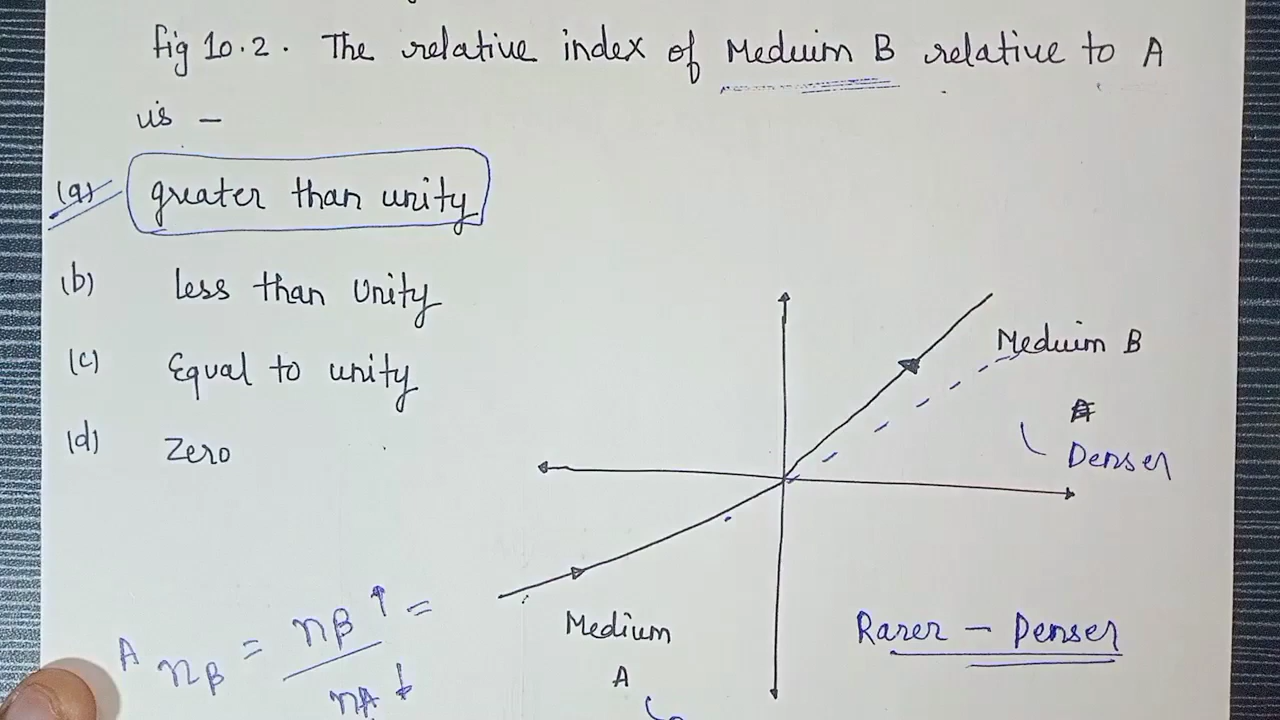 fig 10.2. The relative index of Meduim B relative to A
is -
(a) greater than unity
(b) less than Unity
(c) Equal to unity
(d) Zero
Meduim B
Denser
Medium
A
Rarer - Denser
A nB = nB ↑ =
nA ↓